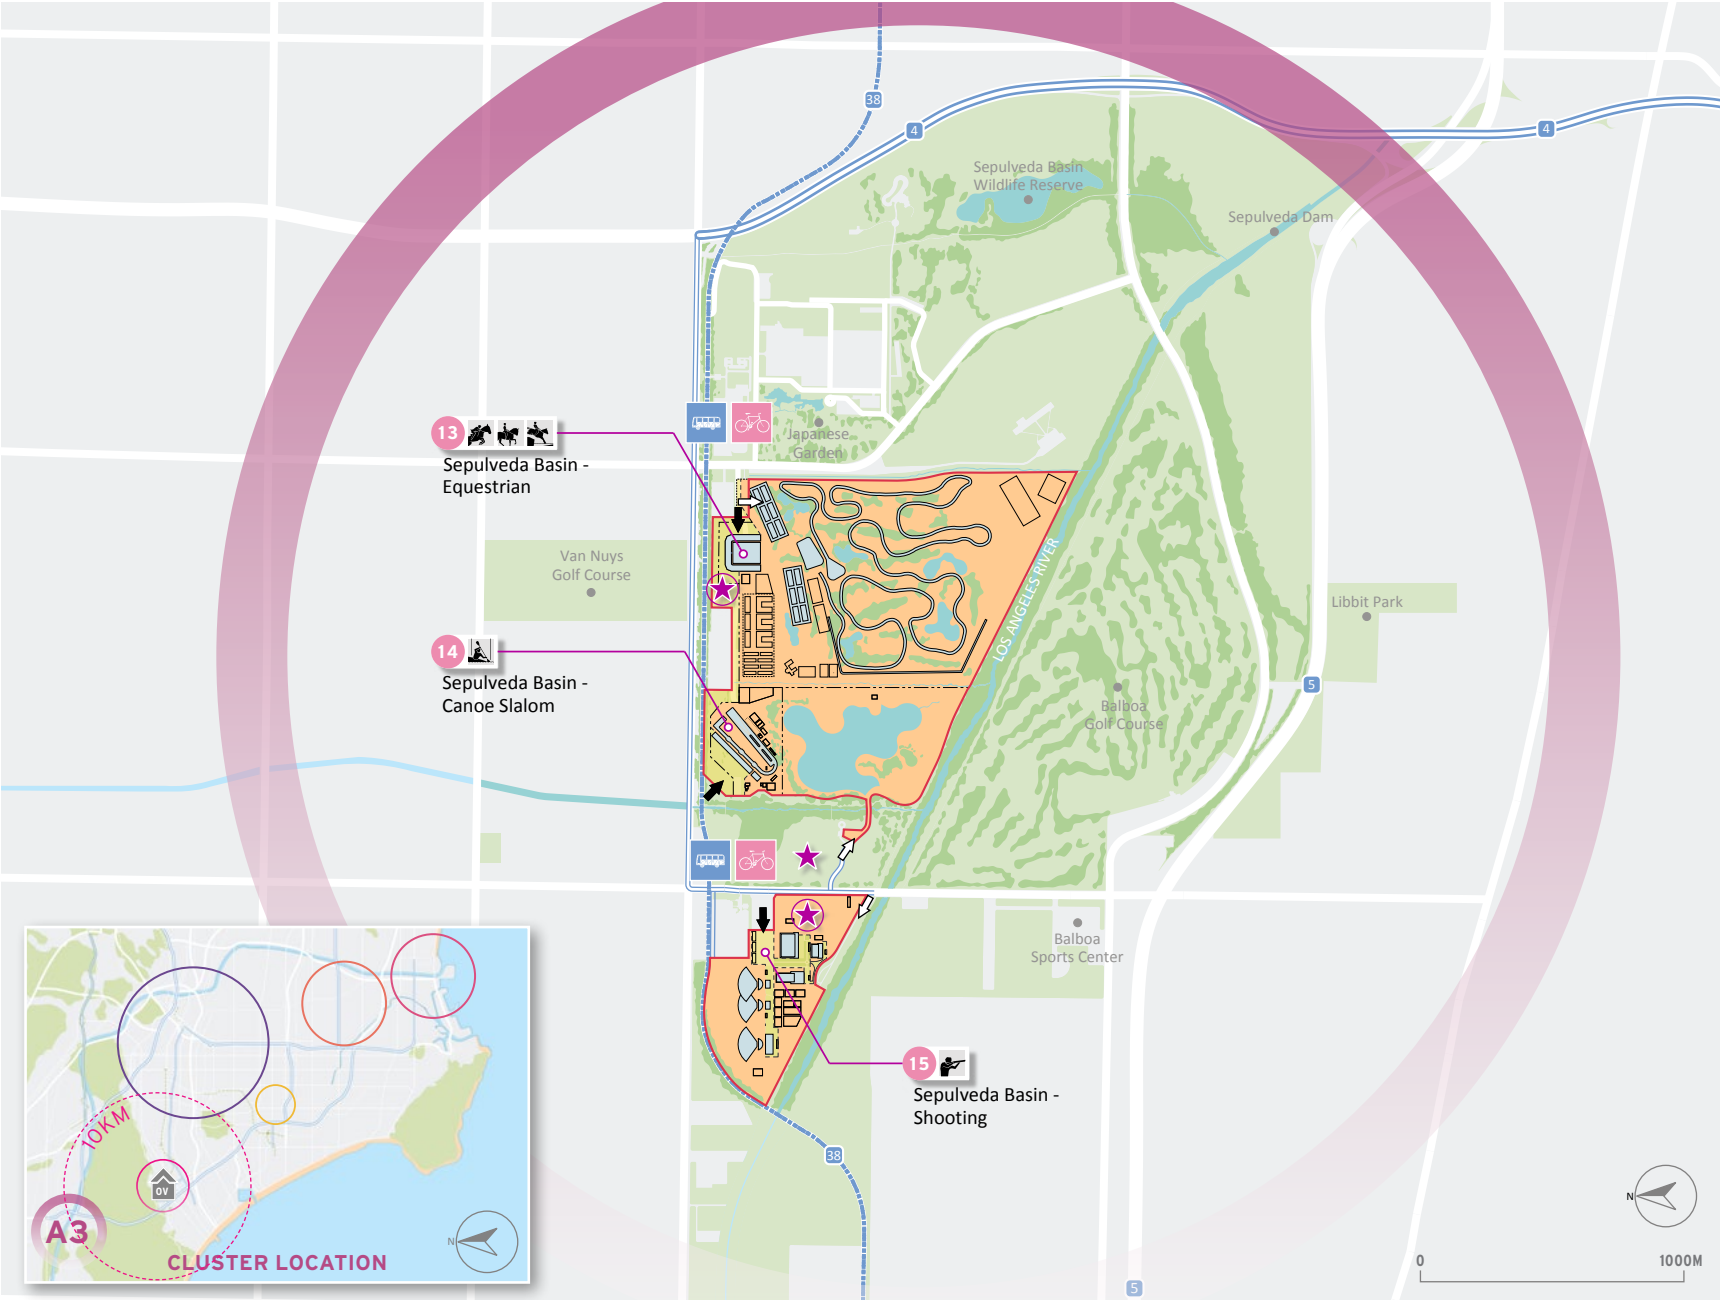 38
4
4
Sepulveda Basin
Wildlife Reserve
Sepulveda Dam
13
Sepulveda Basin -
Equestrian
Japanese
Garden
Van Nuys
Golf Course
LOS ANGELES RIVER
Libbit Park
14
Sepulveda Basin -
Canoe Slalom
5
Balboa
Golf Course
Balboa
Sports Center
15
Sepulveda Basin -
Shooting
38
10KM
OV
A3
N
CLUSTER LOCATION
N
0
1000M
5